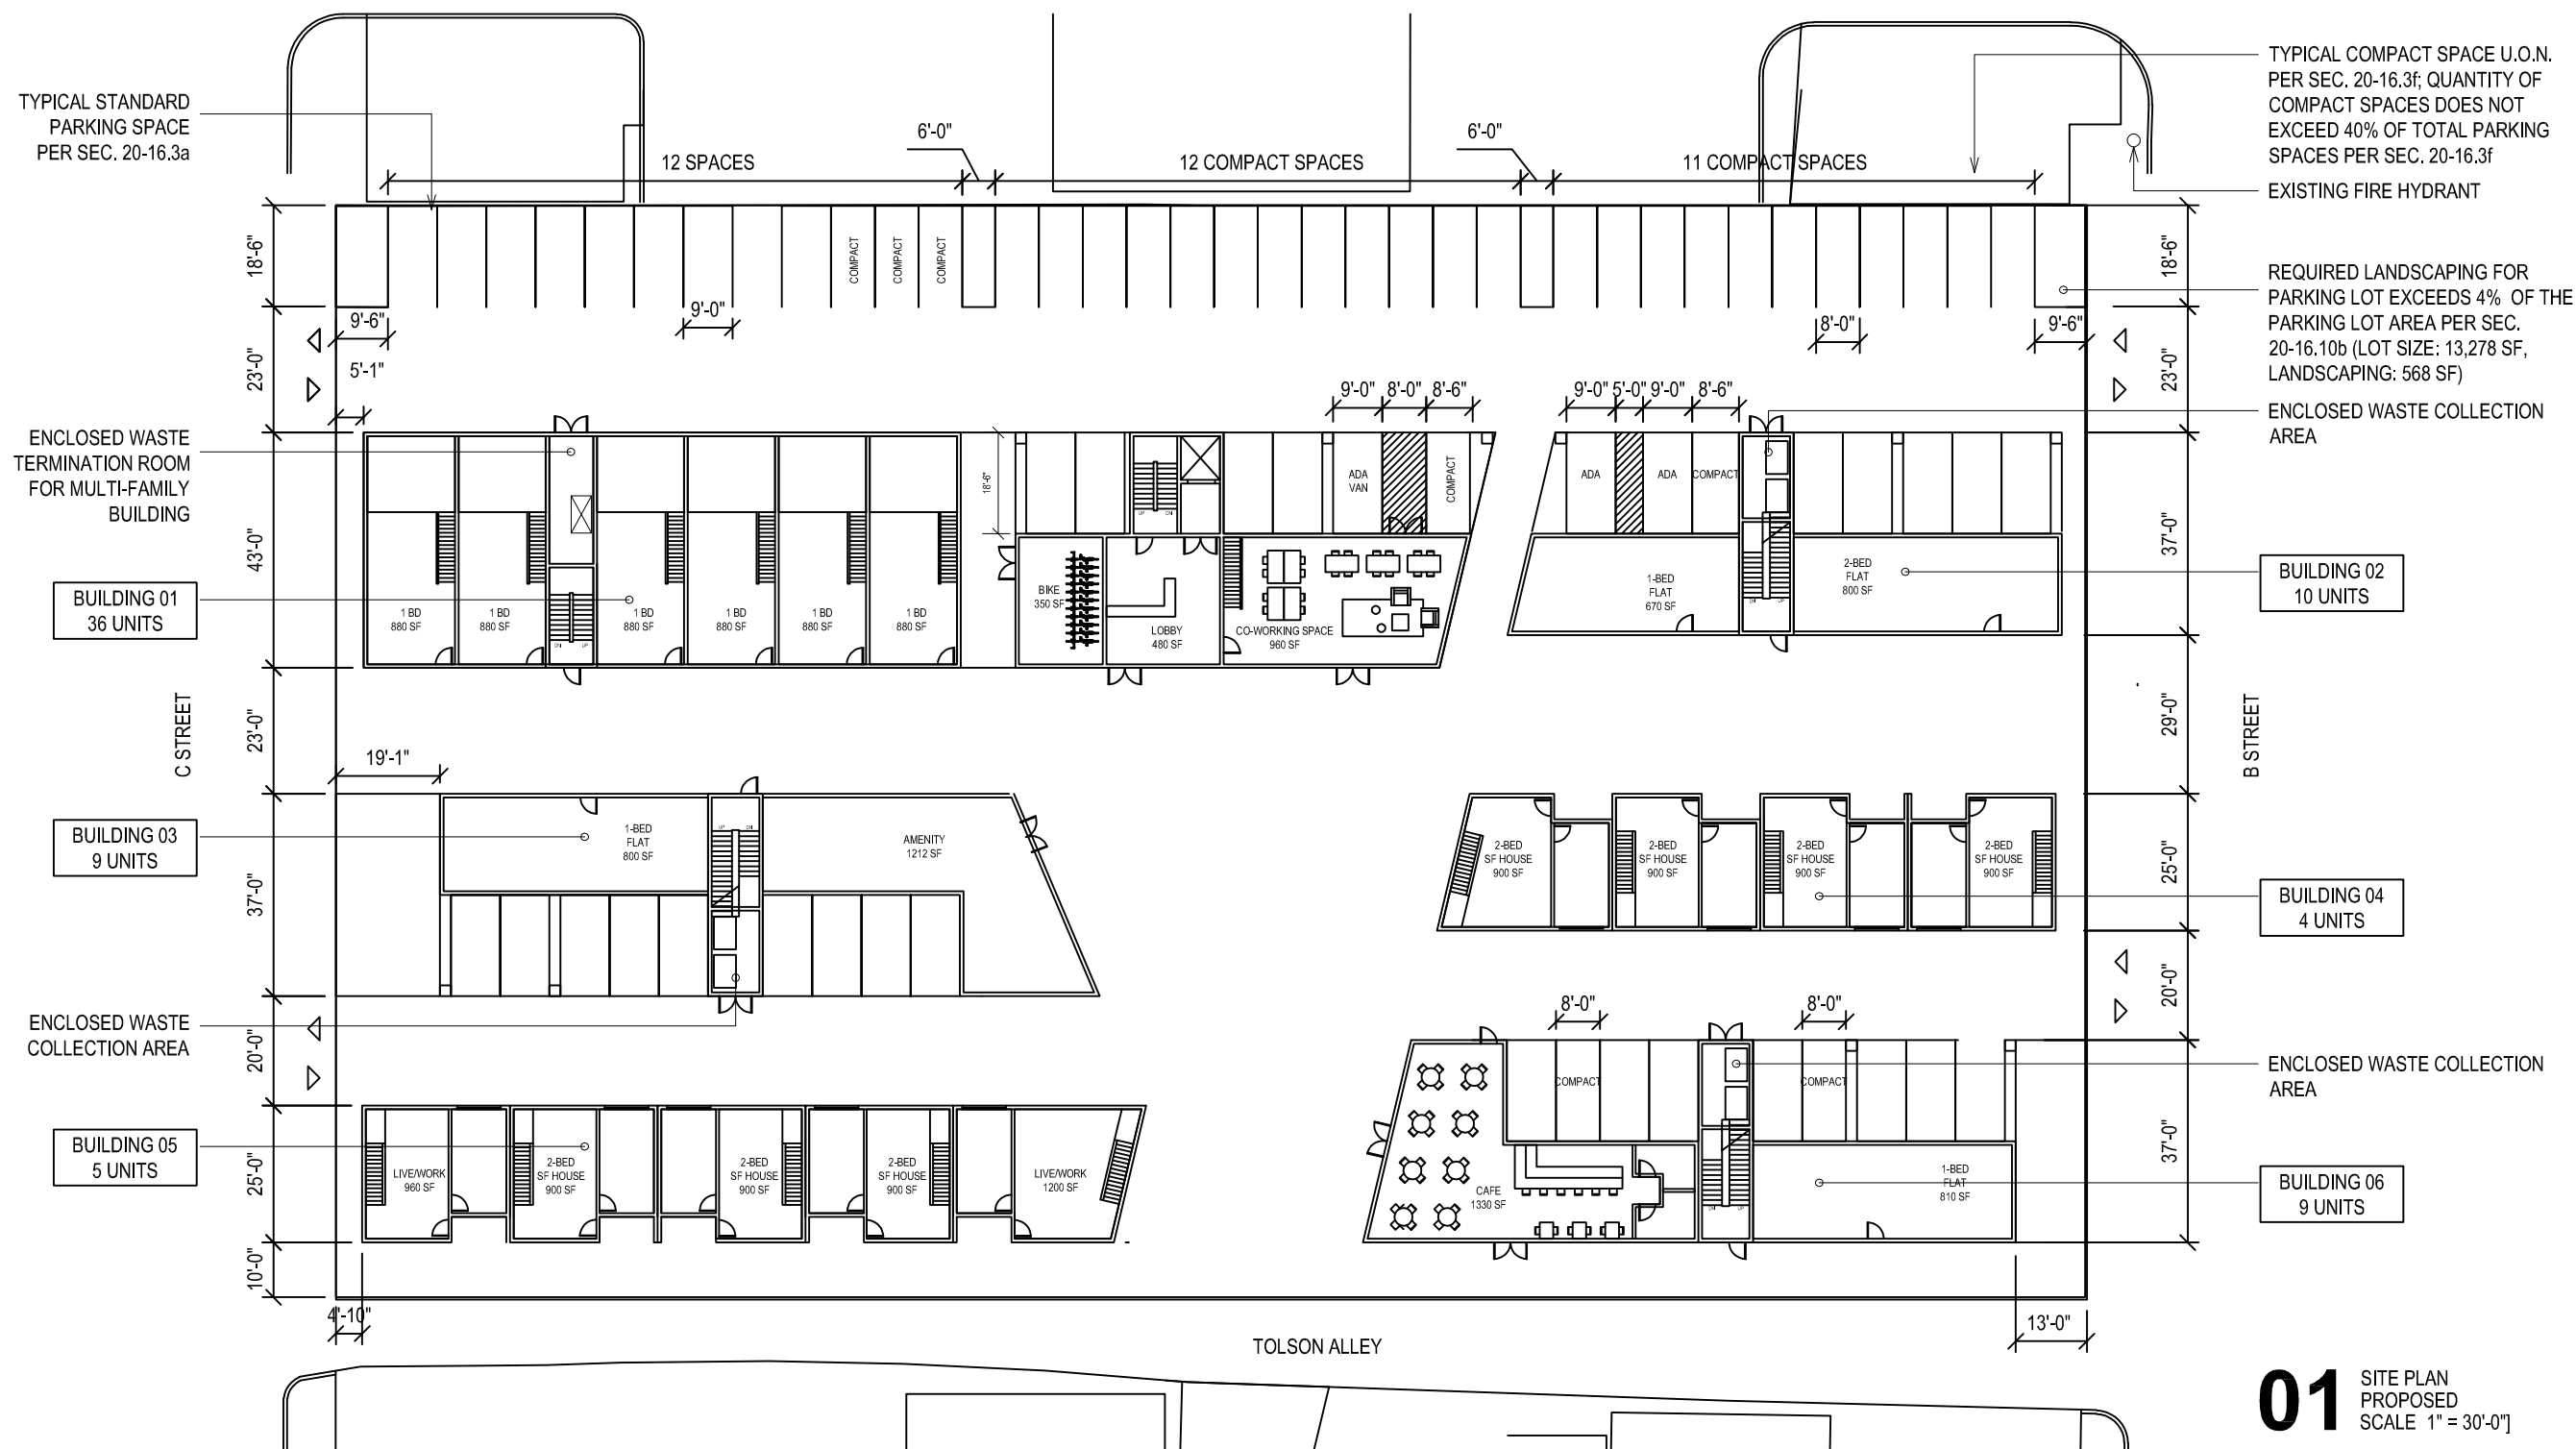 TYPICAL STANDARD
PARKING SPACE
PER SEC. 20-16.3a
12 SPACES
6'-0"
12 COMPACT SPACES
6'-0"
11 COMPACT SPACES
TYPICAL COMPACT SPACE U.O.N.
PER SEC. 20-16.3f; QUANTITY OF
COMPACT SPACES DOES NOT
EXCEED 40% OF TOTAL PARKING
SPACES PER SEC. 20-16.3f
EXISTING FIRE HYDRANT
REQUIRED LANDSCAPING FOR
PARKING LOT EXCEEDS 4% OF THE
PARKING LOT AREA PER SEC.
20-16.10b (LOT SIZE: 13,278 SF,
LANDSCAPING: 568 SF)
ENCLOSED WASTE COLLECTION
AREA
18'-6"
COMPACT
COMPACT
COMPACT
18'-6"
9'-6"
9'-0"
8'-0"
9'-6"
23'-0"
5'-1"
23'-0"
9'-0"
8'-0"
8'-6"
9'-0"
5'-0"
9'-0"
8'-6"
ENCLOSED WASTE
TERMINATION ROOM
FOR MULTI-FAMILY
BUILDING
18'-6"
ADA
VAN
COMPACT
ADA
ADA
COMPACT
UP
DN
43'-0"
37'-0"
BUILDING 01
36 UNITS
1 BD
880 SF
1 BD
880 SF
1 BD
880 SF
1 BD
880 SF
1 BD
880 SF
1 BD
880 SF
DN
UP
BIKE
350 SF
LOBBY
480 SF
CO-WORKING SPACE
960 SF
1-BED
FLAT
670 SF
2-BED
FLAT
800 SF
DN
UP
BUILDING 02
10 UNITS
C STREET
23'-0"
19'-1"
29'-0"
B STREET
BUILDING 03
9 UNITS
37'-0"
1-BED
FLAT
800 SF
UP
DN
AMENITY
1212 SF
2-BED
SF HOUSE
900 SF
2-BED
SF HOUSE
900 SF
2-BED
SF HOUSE
900 SF
2-BED
SF HOUSE
900 SF
25'-0"
BUILDING 04
4 UNITS
ENCLOSED WASTE
COLLECTION AREA
20'-0"
8'-0"
8'-0"
20'-0"
COMPACT
COMPACT
ENCLOSED WASTE COLLECTION
AREA
BUILDING 05
5 UNITS
25'-0"
LIVE/WORK
960 SF
2-BED
SF HOUSE
900 SF
2-BED
SF HOUSE
900 SF
2-BED
SF HOUSE
900 SF
LIVE/WORK
1200 SF
CAFE
1330 SF
DN
UP
1-BED
FLAT
810 SF
37'-0"
BUILDING 06
9 UNITS
10'-0"
4'-10"
13'-0"
TOLSON ALLEY
01
SITE PLAN
PROPOSED
SCALE 1" = 30'-0"]